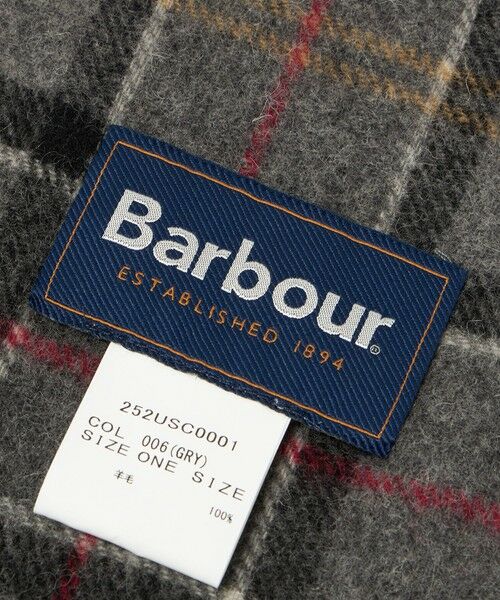 Barbour®
ESTABLISHED 1894
252USC0001
COL 006(GRY)
SIZE ONE SIZE
羊毛 100%